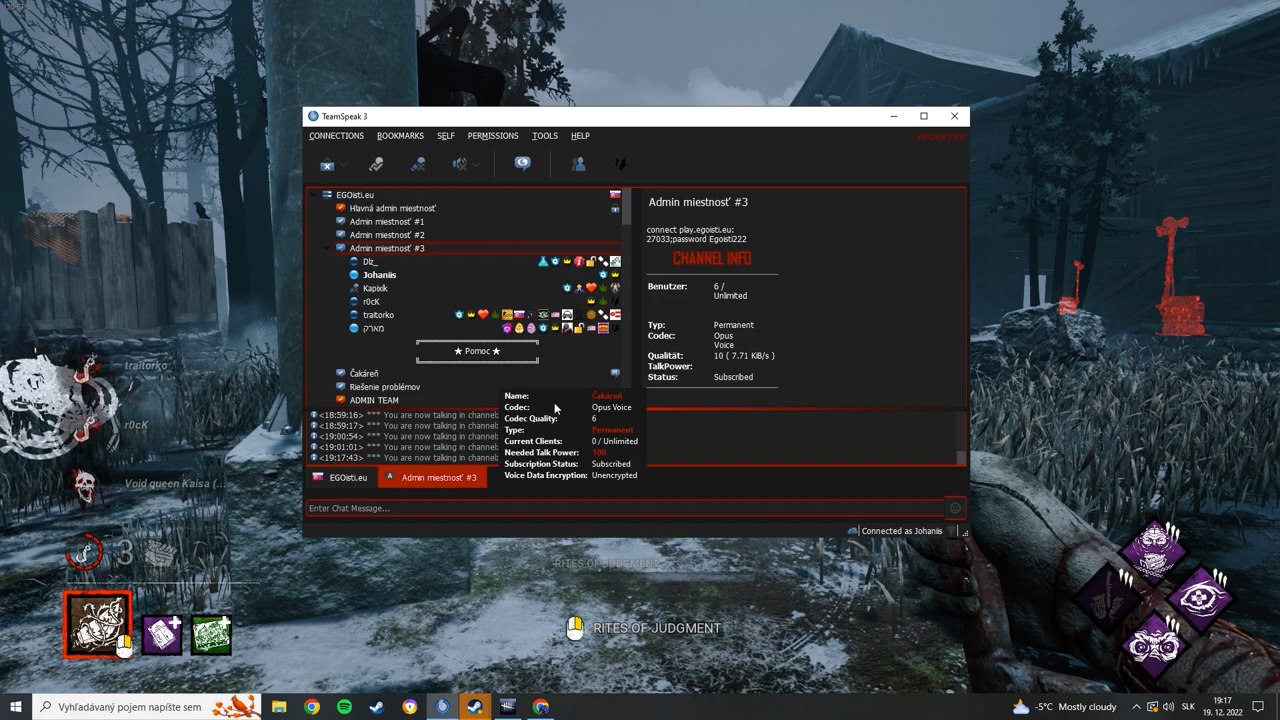 TeamSpeak 3
CONNECTIONS BOOKMARKS SELF PERMISSIONS TOOLS HELP
EGOisti.eu
Hlavná admin miestnosť
Admin miestnosť #1
Admin miestnosť #2
Admin miestnosť #3
Dlz_
Johaniis
Kapixlk
r0cK
traitorko
מארק
★ Pomoc ★
Čakáreň
Riešenie problémov
ADMIN TEAM
Admin miestnosť #3
connect play.egoisti.eu:
27033;password Egoisti222
CHANNEL INFO
Benutzer: 6 /
Unlimited
Typ: Permanent
Codec: Opus
Voice
Qualität: 10 ( 7.71 KiB/s )
TalkPower:
Status: Subscribed
Name: Čakáreň
Codec: Opus Voice
Codec Quality: 6
Type: Permanent
Current Clients: 0 / Unlimited
Needed Talk Power: 100
Subscription Status: Subscribed
Voice Data Encryption: Unencrypted
<18:59:16> *** You are now talking in channel:
<18:59:17> *** You are now talking in channel:
<19:00:54> *** You are now talking in channel:
<19:01:01> *** You are now talking in channel:
<19:17:43> *** You are now talking in channel:
EGOisti.eu
Admin miestnosť #3
Enter Chat Message...
Connected as Johaniis
traitorko
r0cK
Void queen Kaisa (...
3
RITES OF JUDGMENT
RITES OF JUDGMENT
Vyhľadávaný pojem napíšte sem
-5°C Mostly cloudy
SLK
19:17
19. 12. 2022